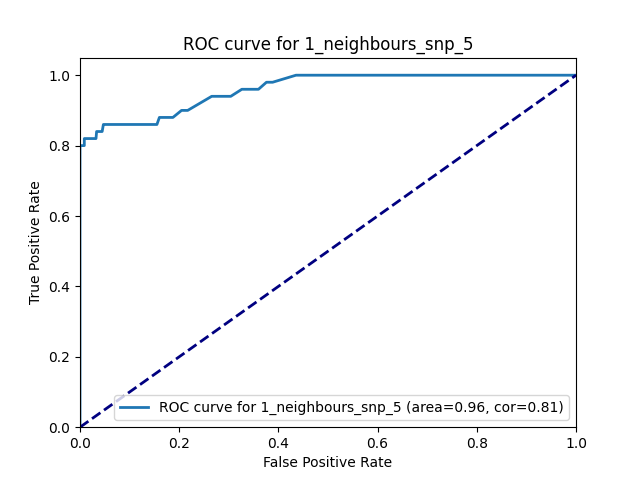 ROC curve for 1_neighbours_snp_5
1.0
0.8
0.6
0.4
0.2
0.0
True Positive Rate
ROC curve for 1_neighbours_snp_5 (area=0.96, cor=0.81)
0.0 0.2 0.4 0.6 0.8 1.0
False Positive Rate